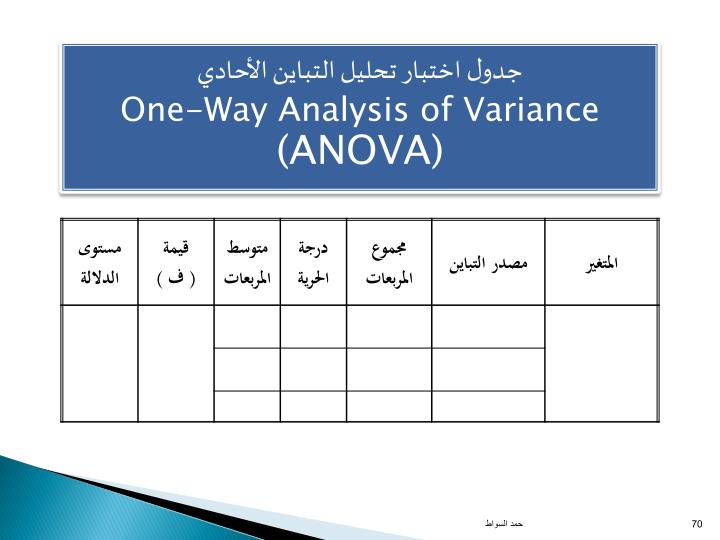 جدول اختبار تحليل التباين الأحادي
One-Way Analysis of Variance
(ANOVA)
المتغير
مصدر التباين
مجموع
المربعات
درجة
الحرية
متوسط
المربعات
قيمة
( ف )
مستوى
الدلالة
حمد السواط
70